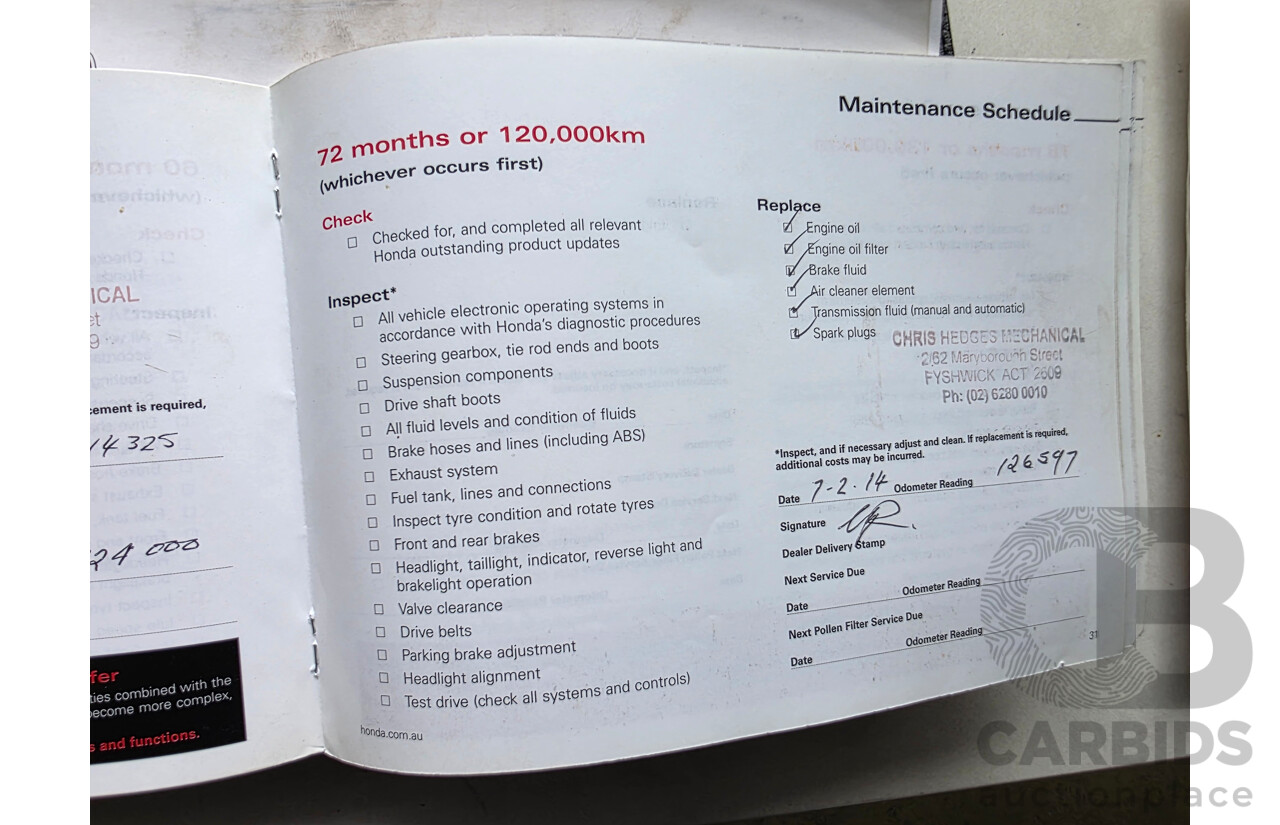 ICAL
et
9
cement is required,
14325
24 000
fer
ties combined with the
become more complex,
s and functions.
Maintenance Schedule
72 months or 120,000km
(whichever occurs first)
Check
Checked for, and completed all relevant
Honda outstanding product updates
Inspect*
All vehicle electronic operating systems in
accordance with Honda's diagnostic procedures
Steering gearbox, tie rod ends and boots
Suspension components
Drive shaft boots
All fluid levels and condition of fluids
Brake hoses and lines (including ABS)
Exhaust system
Fuel tank, lines and connections
Inspect tyre condition and rotate tyres
Front and rear brakes
Headlight, taillight, indicator, reverse light and
brakelight operation
Valve clearance
Drive belts
Parking brake adjustment
Headlight alignment
Test drive (check all systems and controls)
honda.com.au
Replace
Engine oil
Engine oil filter
Brake fluid
Air cleaner element
Transmission fluid (manual and automatic)
Spark plugs
CHRIS HEDGES MECHANICAL
2/62 Maryborough Street
FYSHWICK ACT 2609
Ph: (02) 6280 0010
*Inspect, and if necessary adjust and clean. If replacement is required,
additional costs may be incurred.
Date 7-2-14 Odometer Reading 126597
Signature
Dealer Delivery Stamp
Next Service Due
Date Odometer Reading
Next Pollen Filter Service Due
Date Odometer Reading
31
CARBIDS
auctionplace